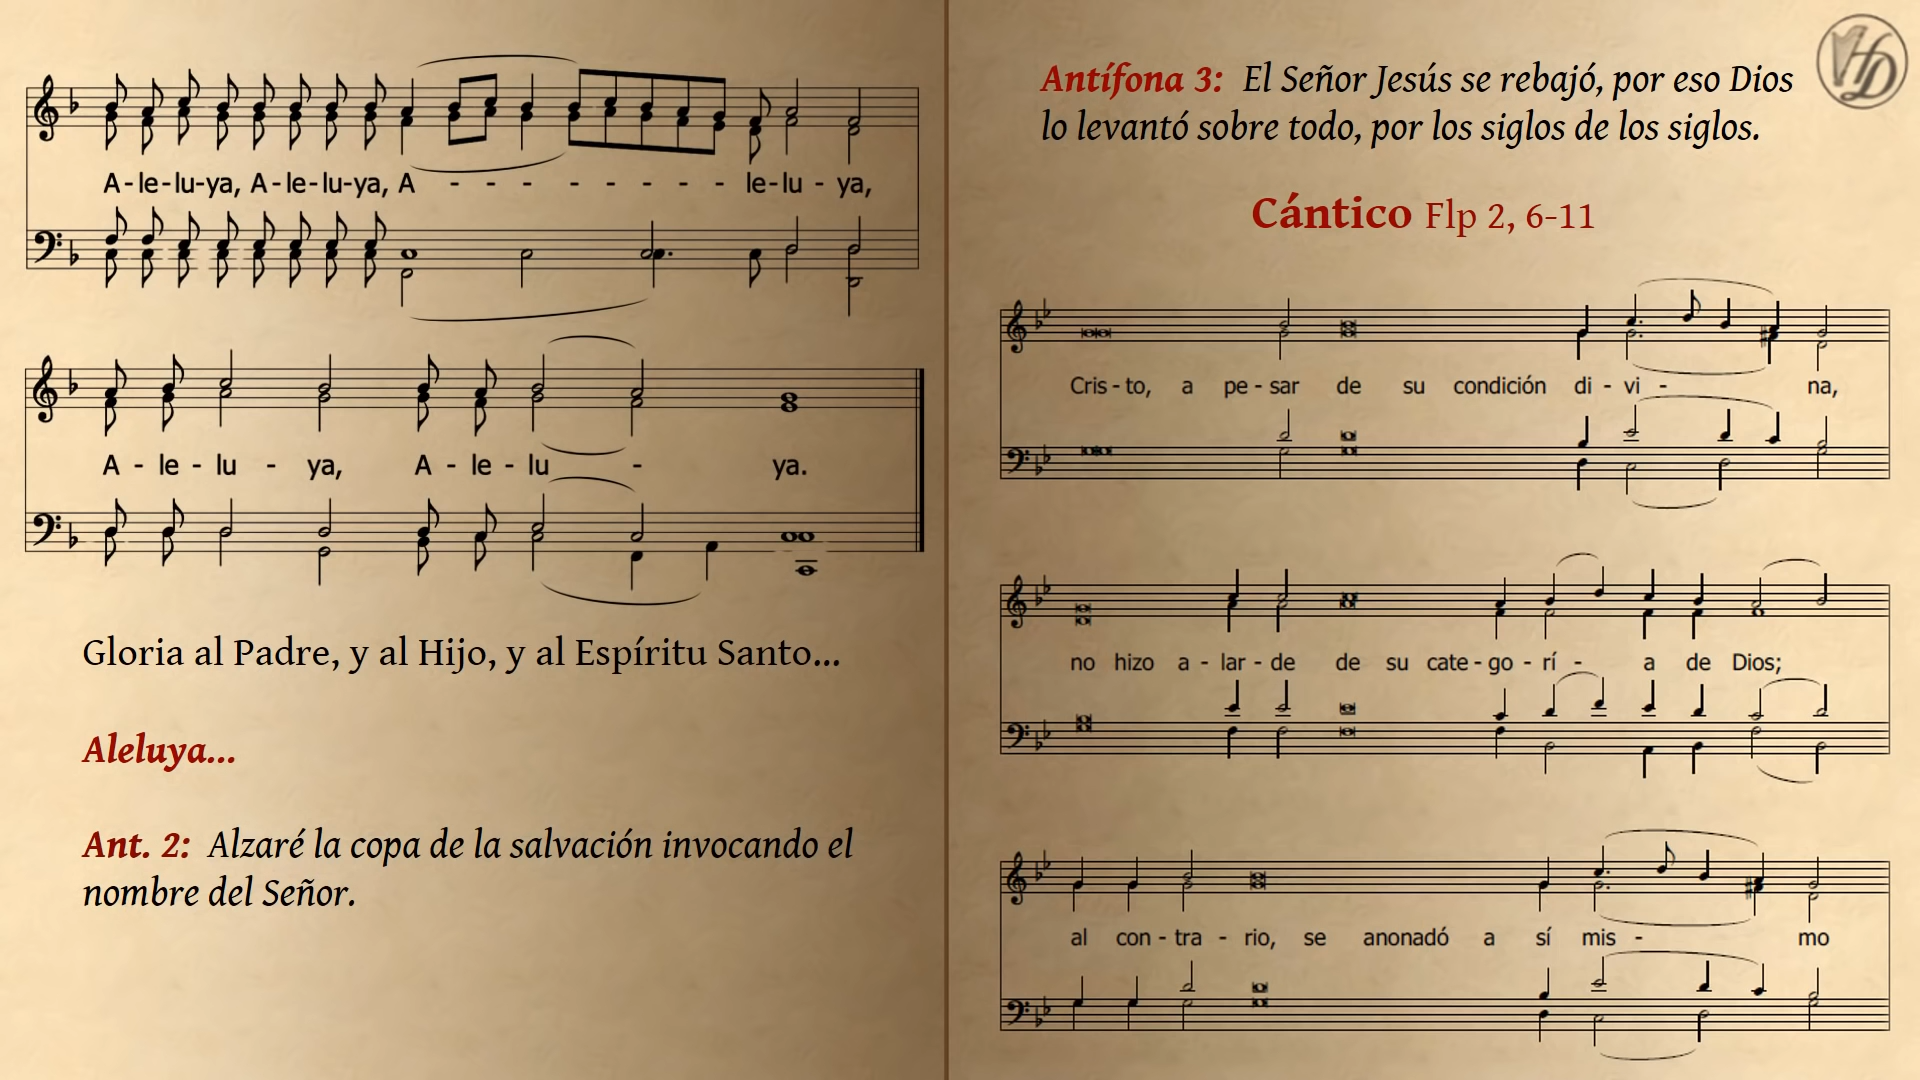 A-le-lu-ya, A-le-lu-ya, A - - - - - - - - le-lu - ya,
A - le - lu - ya, A - le - lu - ya.
Gloria al Padre, y al Hijo, y al Espíritu Santo...
Aleluya...
Ant. 2: Alzaré la copa de la salvación invocando el
nombre del Señor.
HD
Antífona 3: El Señor Jesús se rebajó, por eso Dios
lo levantó sobre todo, por los siglos de los siglos.
Cántico Flp 2, 6-11
Cris - to, a pe - sar de su condición di - vi - na,
no hizo a - lar - de de su cate - go - rí - a de Dios;
al con - tra - rio, se anonadó a sí mis - mo